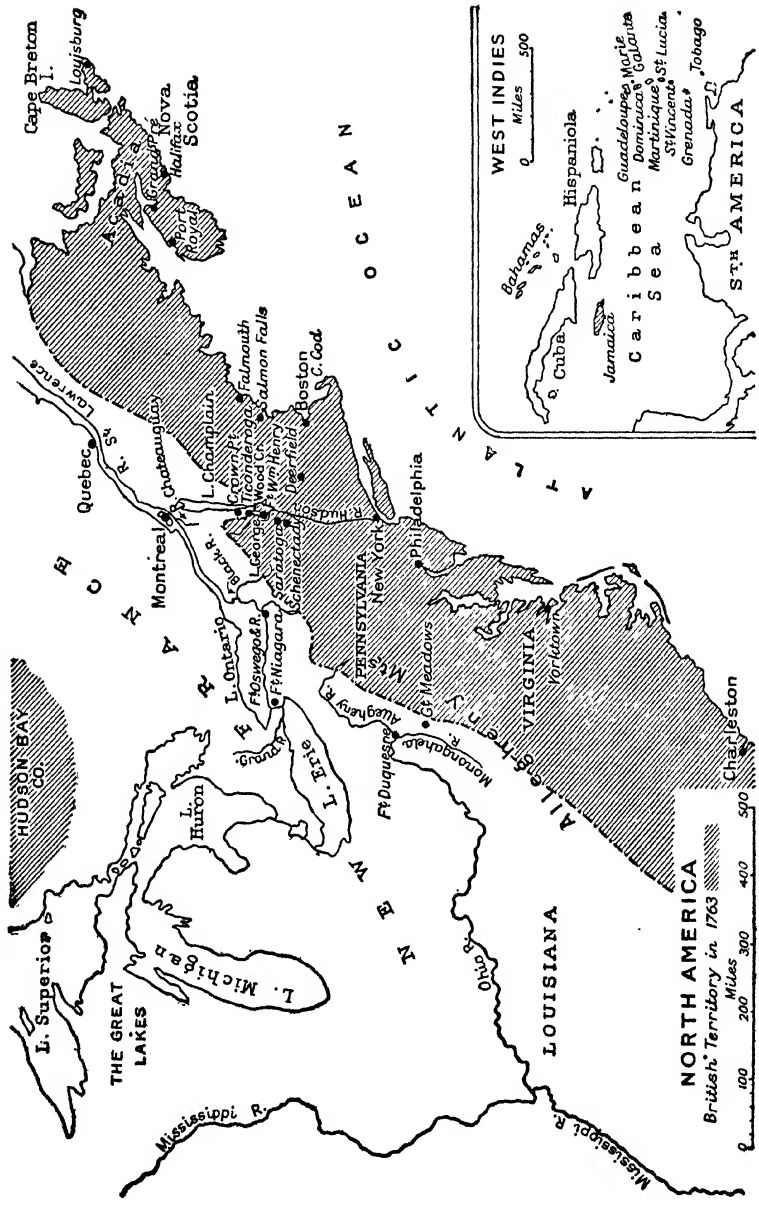 HUDSON BAY
CO.
L. Superior
THE GREAT
LAKES
L. Michigan
L.
Huron
Grand R.
L. Erie
L. Ontario
Ft Oswego & R.
Ft Niagara
NEW FRANCE
Quebec
R. St Lawrence
Montreal
Chateauguay
L. Champlain
Black R.
Crown Pt
Ticonderoga
Wood Cr.
L. George
Ft Wm Henry
Saratoga
Schenectady
Deerfield
R. Hudson
Falmouth
Salmon Falls
Boston
C. Cod
Cape Breton
I.
Louisburg
Acadia
Grandpré
Nova
Scotia
Halifax
Port
Royal
ATLANTIC OCEAN
New York
PENNSYLVANIA
Philadelphia
Allegheny R.
Ft Duquesne
Gt Meadows
Monongahela
R.
Allegheny Mts
VIRGINIA
Yorktown
Charleston
Mississippi R.
Ohio R.
LOUISIANA
Mississippi R.
NORTH AMERICA
British Territory in 1763
Miles
0 100 200 300 400 500
WEST INDIES
0 Miles 500
Bahamas
Cuba
Hispaniola
Jamaica
Caribbean
Sea
Guadeloupe
Marie
Galante
Dominica
Martinique
St Lucia
St Vincent
Grenada
Tobago
STH AMERICA